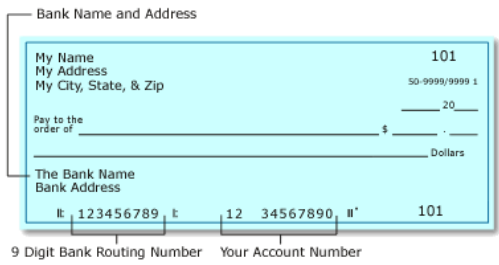 Bank Name and Address
My Name 101
My Address
My City, State, & Zip 50-9999/9999 1
20
Pay to the
order of $ .
Dollars
The Bank Name
Bank Address
⑆ 123456789 ⑆ 12 34567890 ⑈ 101
9 Digit Bank Routing Number Your Account Number